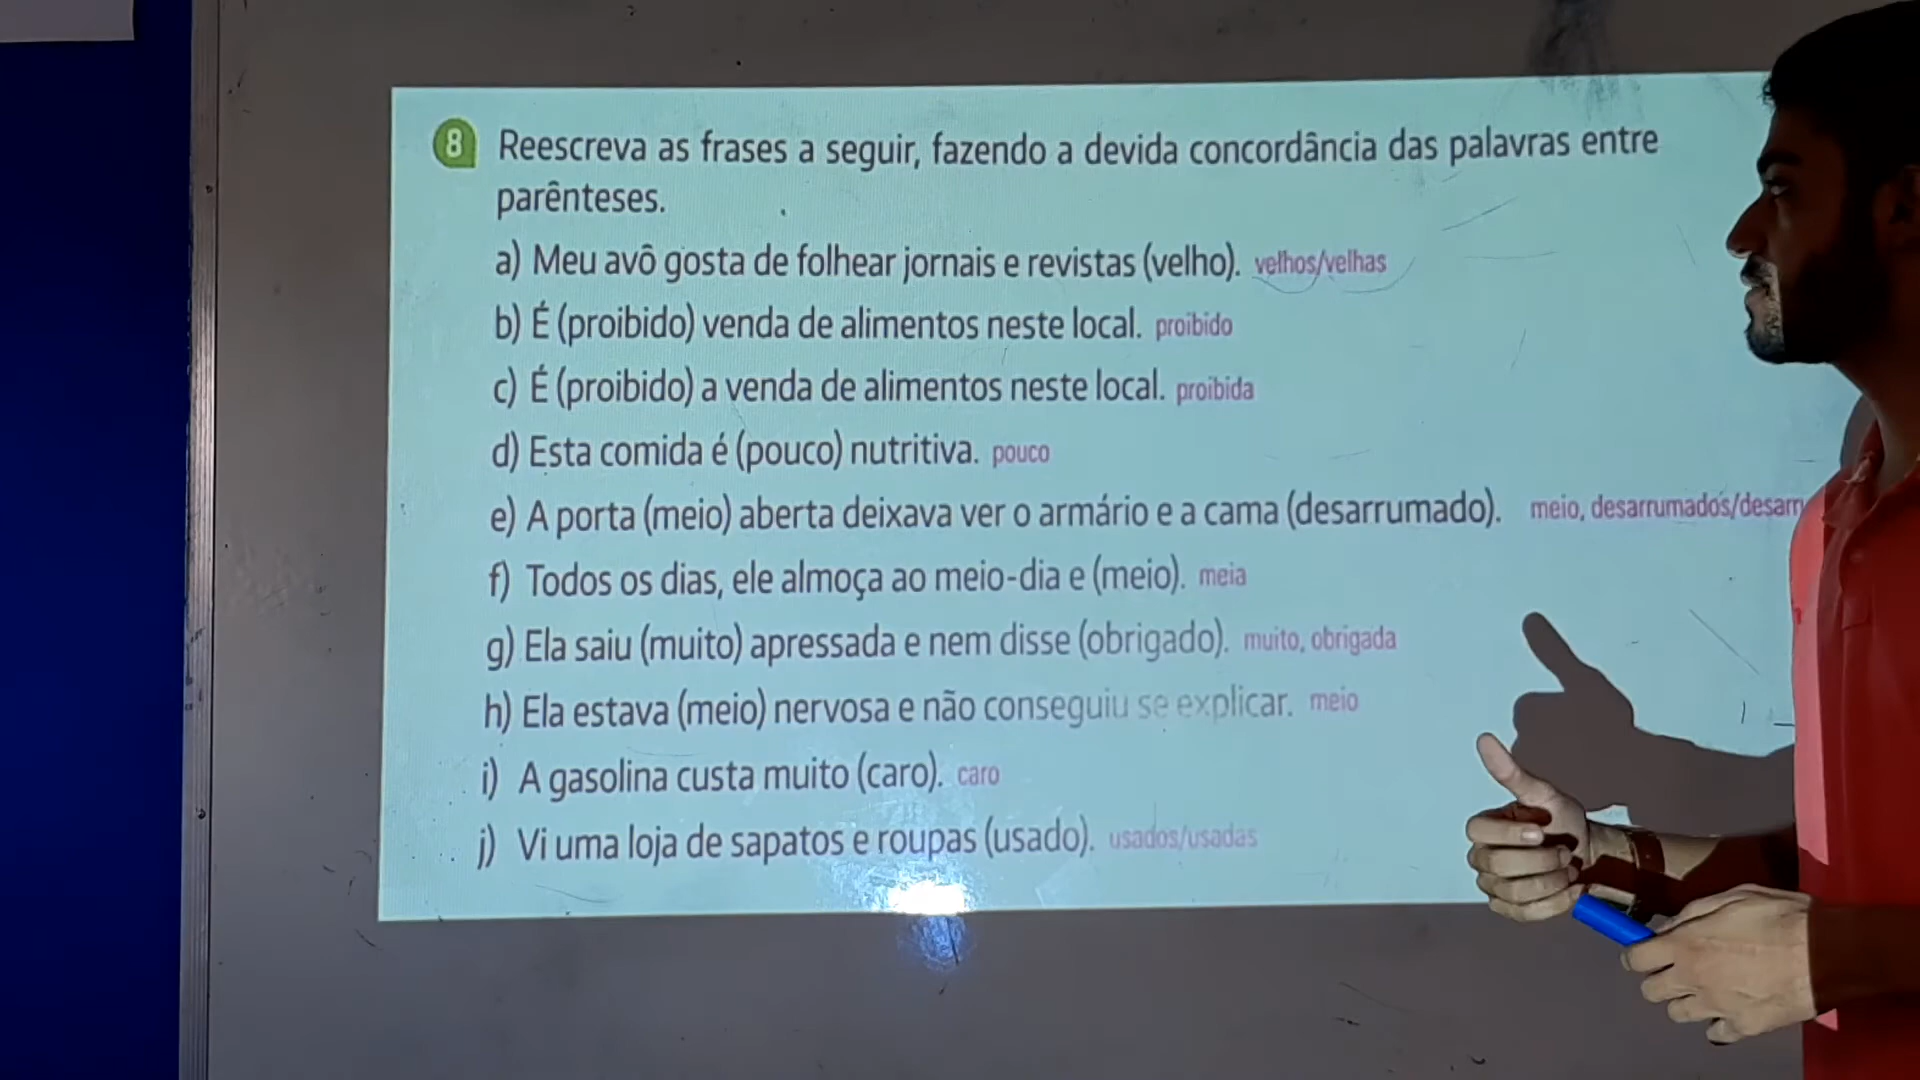 8 Reescreva as frases a seguir, fazendo a devida concordância das palavras entre
parênteses.
a) Meu avô gosta de folhear jornais e revistas (velho). velhos/velhas
b) É (proibido) venda de alimentos neste local. proibido
c) É (proibido) a venda de alimentos neste local. proibida
d) Esta comida é (pouco) nutritiva. pouco
e) A porta (meio) aberta deixava ver o armário e a cama (desarrumado). meio, desarrumados/
f) Todos os dias, ele almoça ao meio-dia e (meio). meia
g) Ela saiu (muito) apressada e nem disse (obrigado). muito, obrigada
h) Ela estava (meio) nervosa e não conseguiu se explicar. meio
i) A gasolina custa muito (caro). caro
j) Vi uma loja de sapatos e roupas (usado). usados/usadas